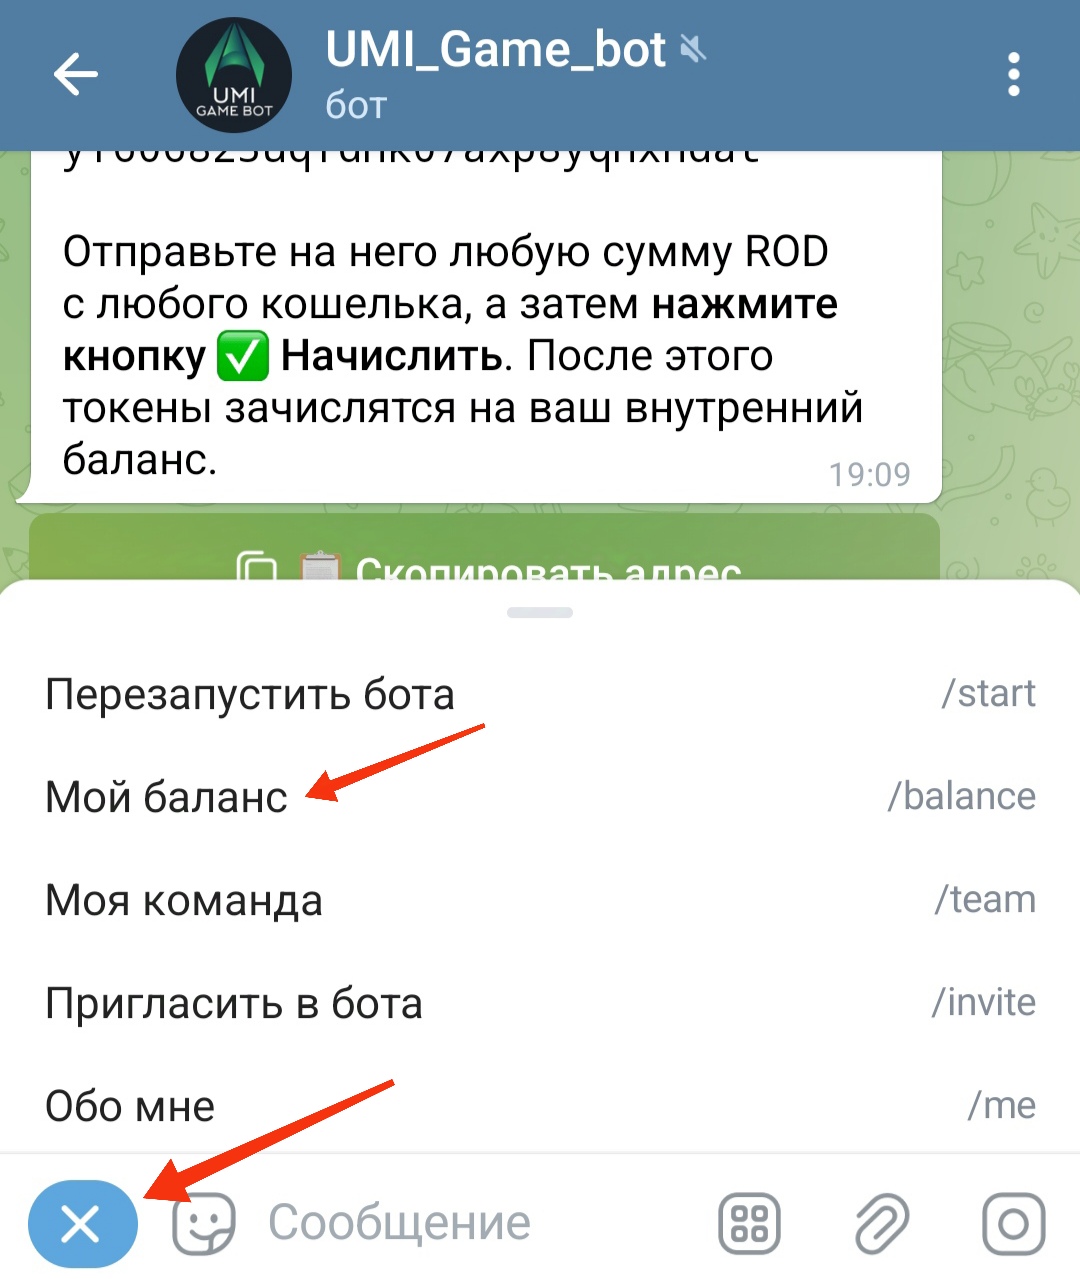 UMI_Game_bot
UMI
GAME BOT
бот
Отправьте на него любую сумму ROD
с любого кошелька, а затем нажмите
кнопку ✅ Начислить. После этого
токены зачислятся на ваш внутренний
баланс.
19:09
Скопировать адрес
Перезапустить бота /start
Мой баланс /balance
Моя команда /team
Пригласить в бота /invite
Обо мне /me
Сообщение